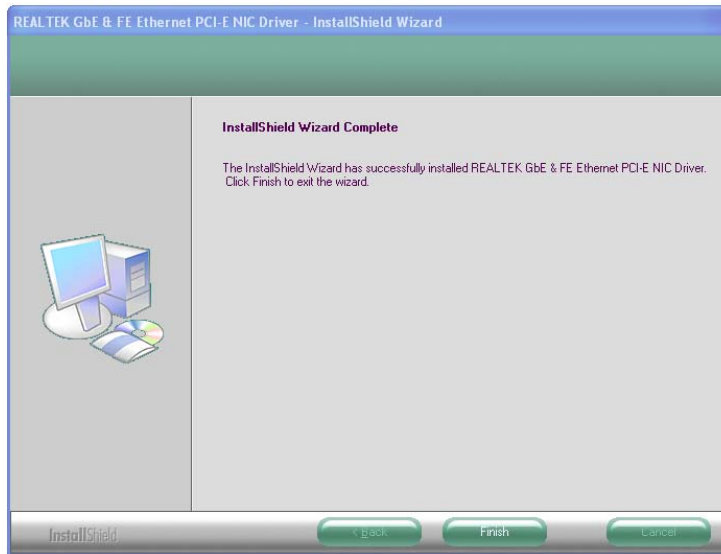 REALTEK GbE & FE Ethernet PCI-E NIC Driver - InstallShield Wizard
InstallShield Wizard Complete
The InstallShield Wizard has successfully installed REALTEK GbE & FE Ethernet PCI-E NIC Driver.
Click Finish to exit the wizard.
InstallShield
< Back
Finish
Cancel